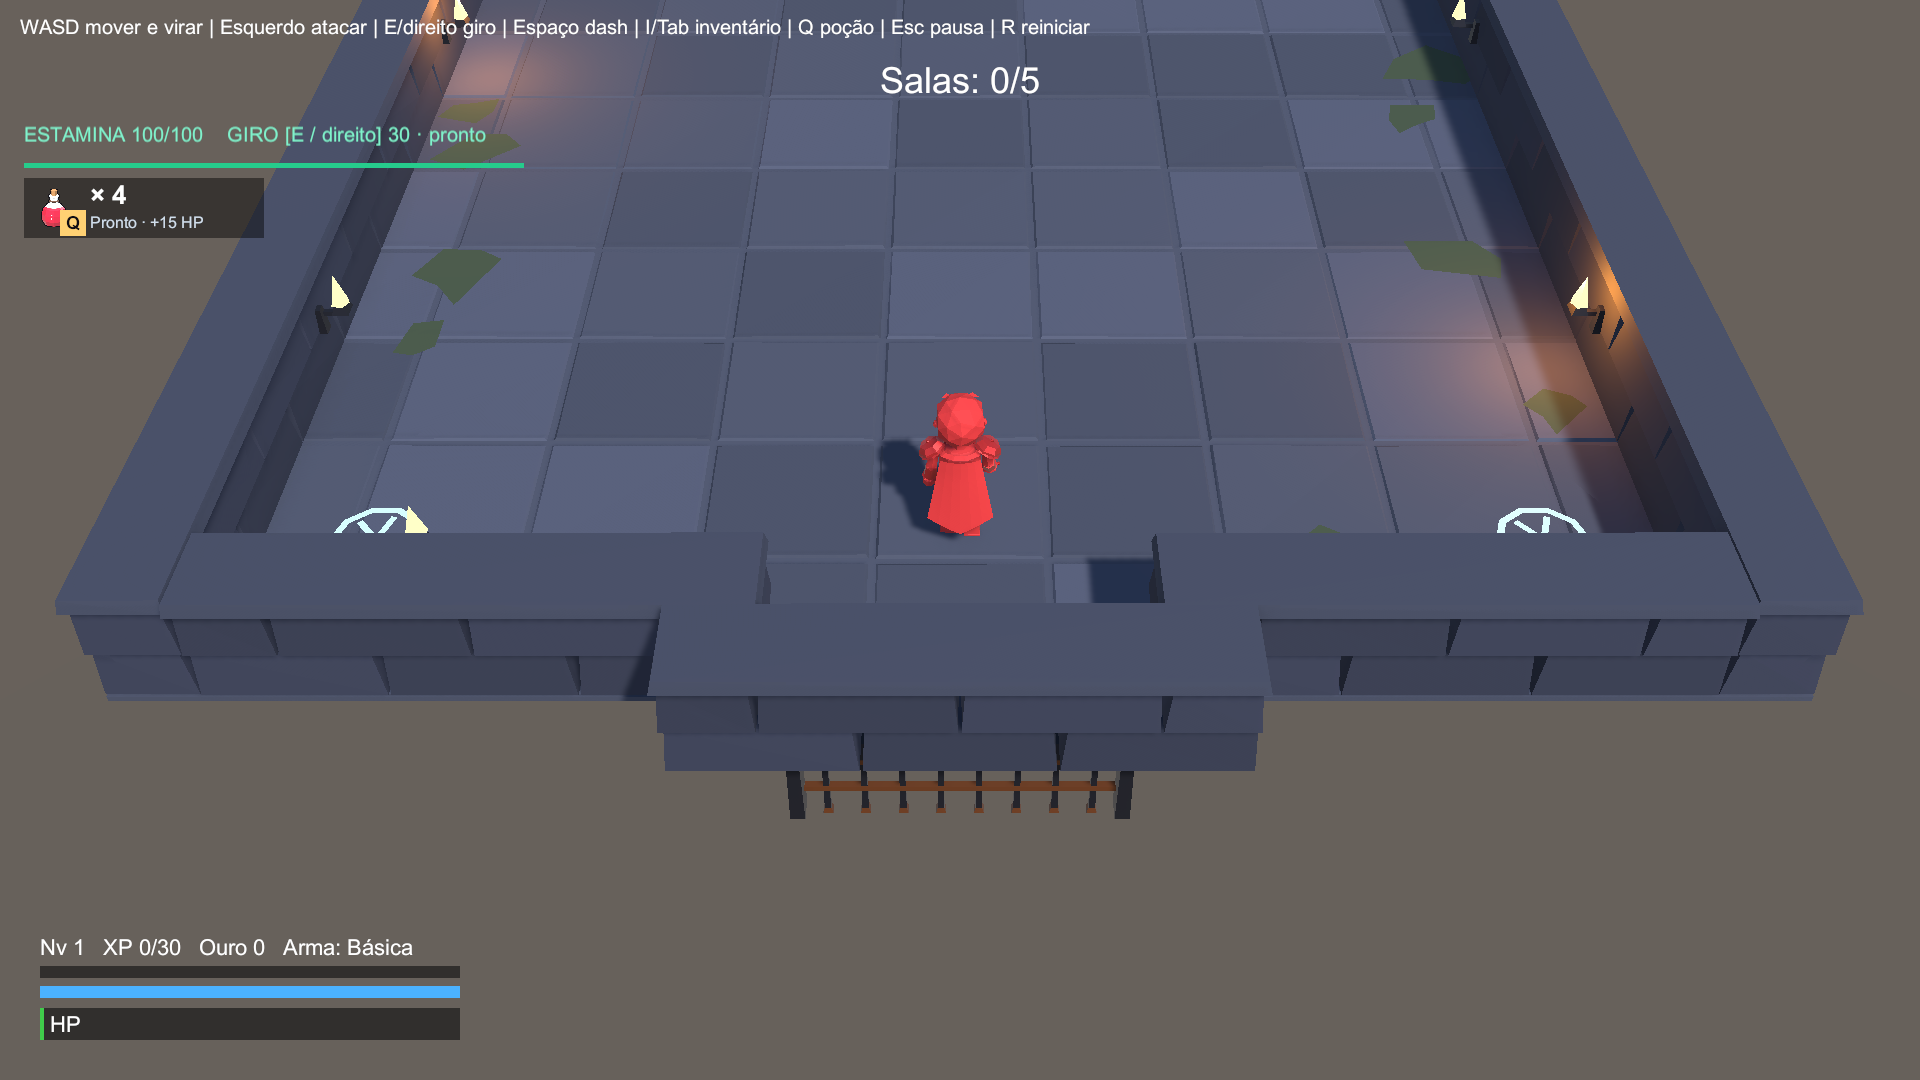 WASD mover e virar | Esquerdo atacar | E/direito giro | Espaço dash | I/Tab inventário | Q poção | Esc pausa | R reiniciar
Salas: 0/5
ESTAMINA 100/100 GIRO [E / direito] 30 · pronto
× 4
Q Pronto · +15 HP
Nv 1 XP 0/30 Ouro 0 Arma: Básica
HP